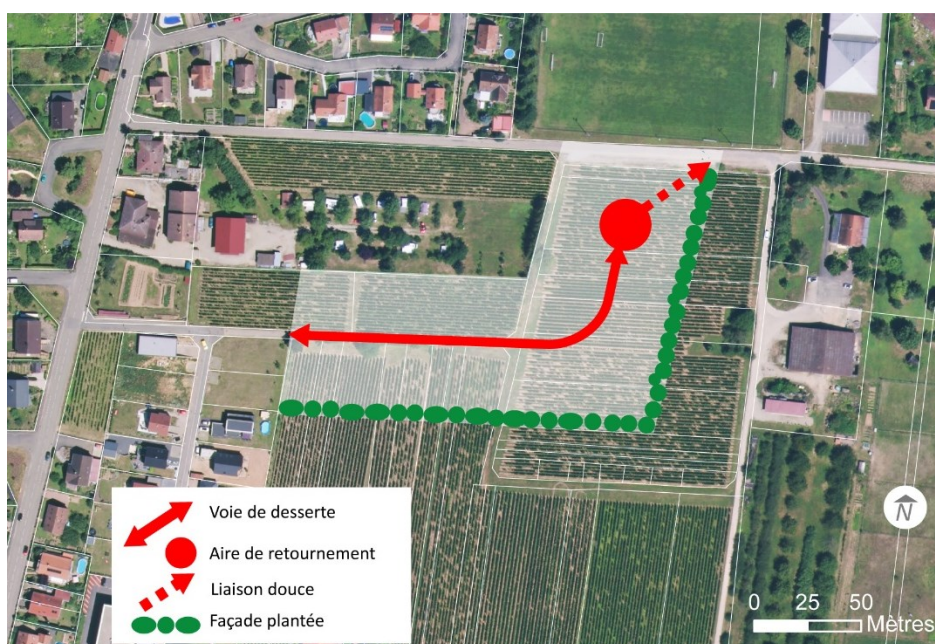 Voie de desserte
Aire de retournement
Liaison douce
Façade plantée
N
0 25 50
Mètres